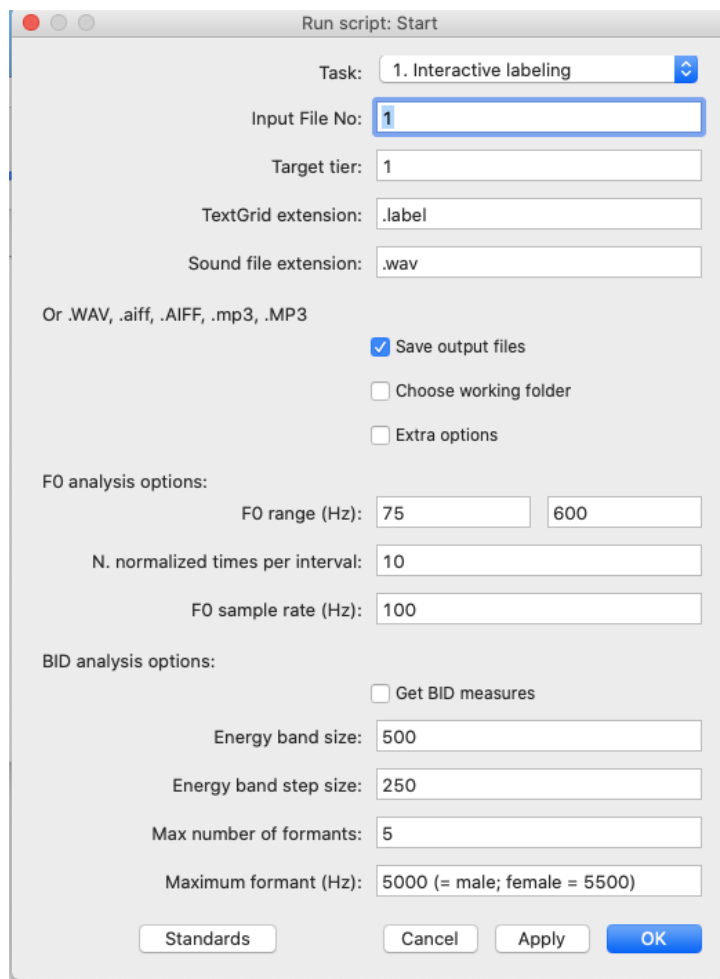 Run script: Start
Task: 1. Interactive labeling
Input File No: 1
Target tier: 1
TextGrid extension: .label
Sound file extension: .wav
Or .WAV, .aiff, .AIFF, .mp3, .MP3
Save output files
Choose working folder
Extra options
F0 analysis options:
F0 range (Hz): 75 600
N. normalized times per interval: 10
F0 sample rate (Hz): 100
BID analysis options:
Get BID measures
Energy band size: 500
Energy band step size: 250
Max number of formants: 5
Maximum formant (Hz): 5000 (= male; female = 5500)
Standards Cancel Apply OK